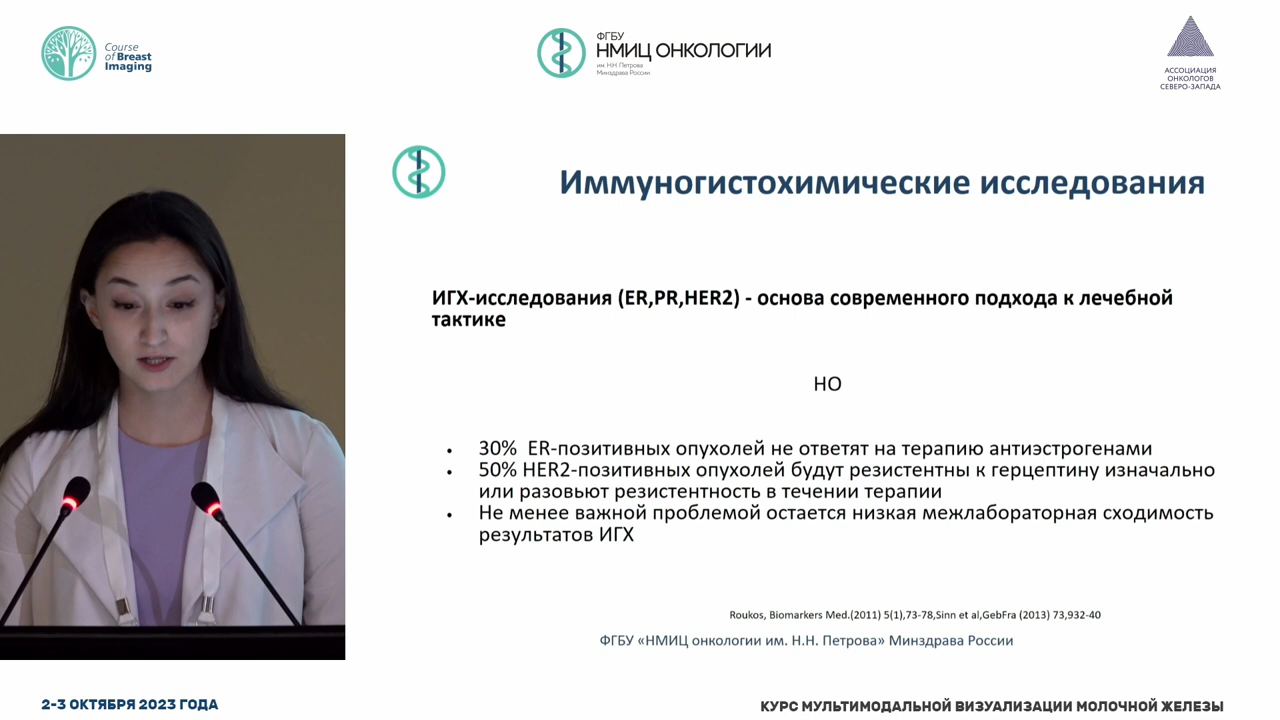 Course
of Breast
Imaging
ФГБУ
НМИЦ ОНКОЛОГИИ
им. Н.Н. Петрова
Минздрава России
АССОЦИАЦИЯ
ОНКОЛОГОВ
СЕВЕРО-ЗАПАДА
Иммуногистохимические исследования
ИГХ-исследования (ER,PR,HER2) - основа современного подхода к лечебной
тактике
НО
• 30%  ER-позитивных опухолей не ответят на терапию антиэстрогенами
• 50% HER2-позитивных опухолей будут резистентны к герцептину изначально
или разовьют резистентность в течении терапии
• Не менее важной проблемой остается низкая межлабораторная сходимость
результатов ИГХ
Roukos, Biomarkers Med.(2011) 5(1),73-78,Sinn et al,GebFra (2013) 73,932-40
ФГБУ «НМИЦ онкологии им. Н.Н. Петрова» Минздрава России
2-3 ОКТЯБРЯ 2023 ГОДА
КУРС МУЛЬТИМОДАЛЬНОЙ ВИЗУАЛИЗАЦИИ МОЛОЧНОЙ ЖЕЛЕЗЫ